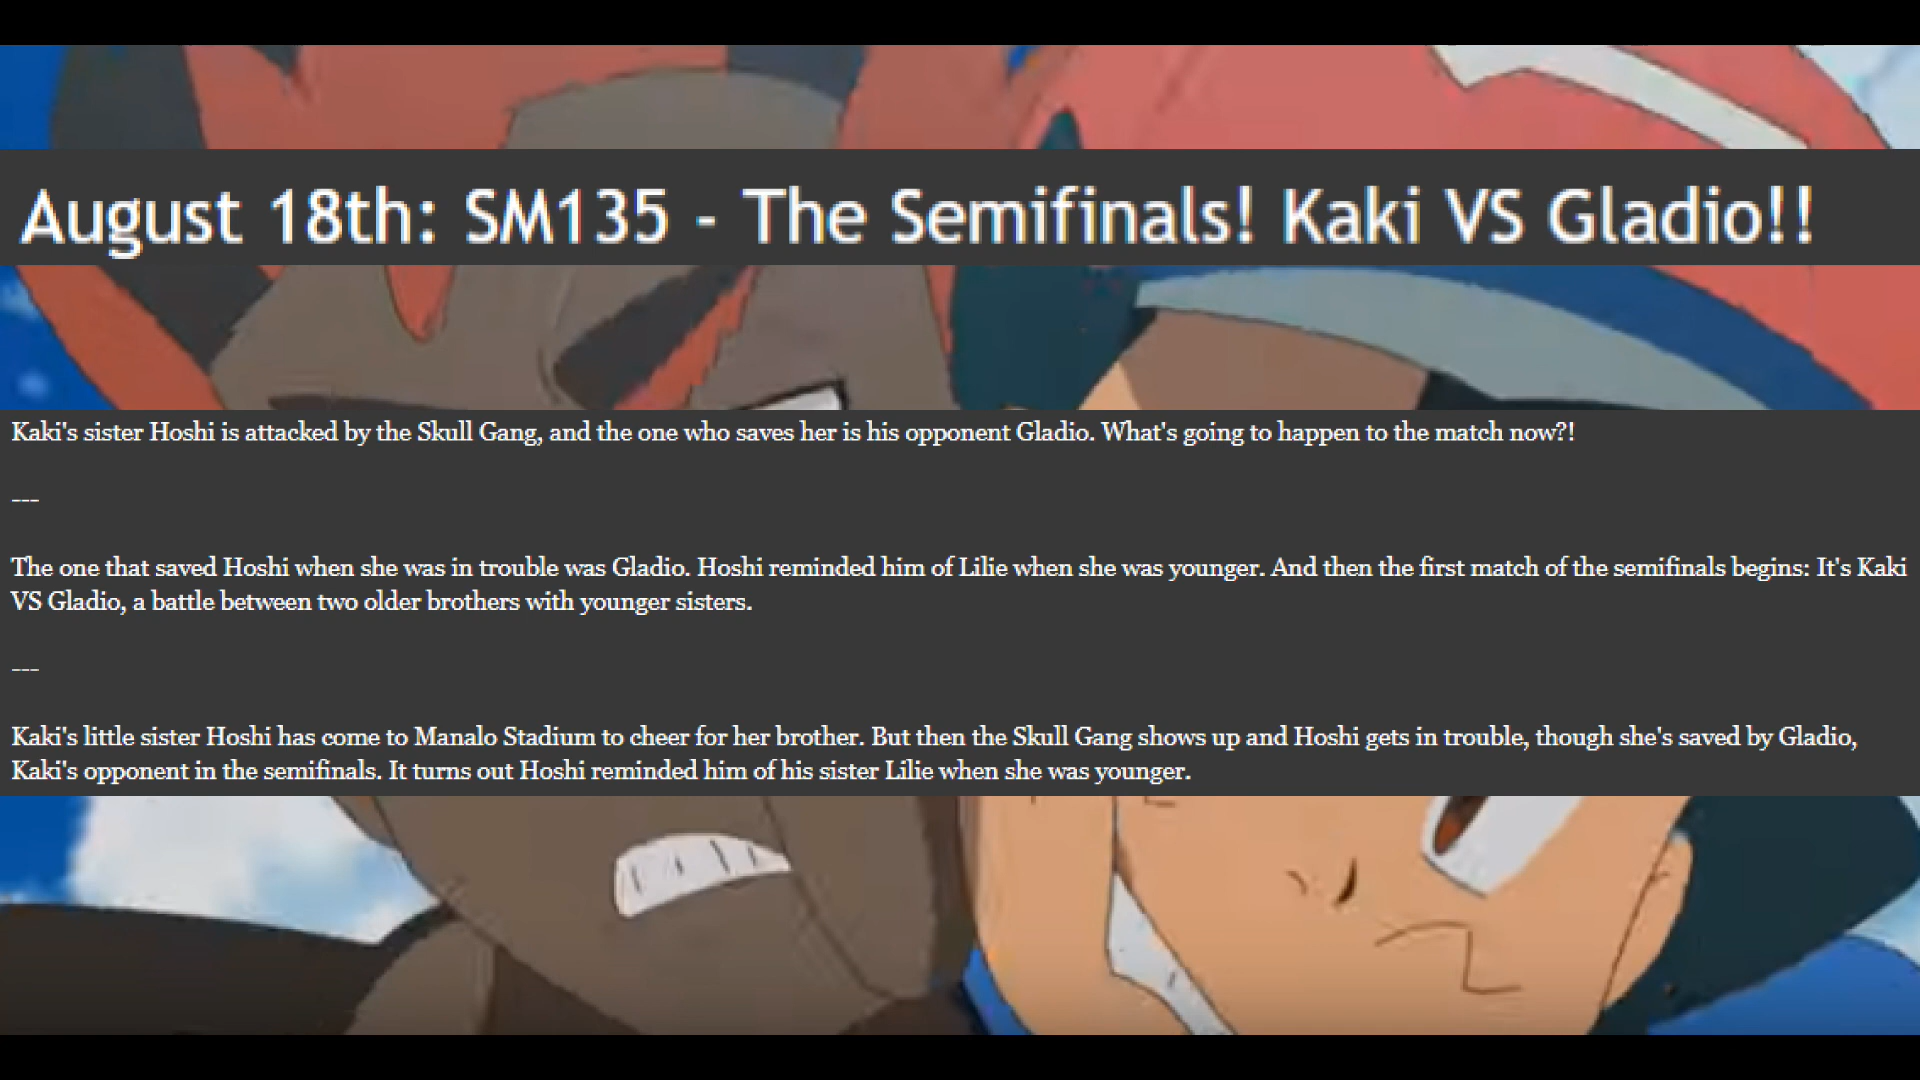 August 18th: SM135 - The Semifinals! Kaki VS Gladio!!
Kaki's sister Hoshi is attacked by the Skull Gang, and the one who saves her is his opponent Gladio. What's going to happen to the match now?!
---
The one that saved Hoshi when she was in trouble was Gladio. Hoshi reminded him of Lilie when she was younger. And then the first match of the semifinals begins: It's Kaki
VS Gladio, a battle between two older brothers with younger sisters.
---
Kaki's little sister Hoshi has come to Manalo Stadium to cheer for her brother. But then the Skull Gang shows up and Hoshi gets in trouble, though she's saved by Gladio,
Kaki's opponent in the semifinals. It turns out Hoshi reminded him of his sister Lilie when she was younger.